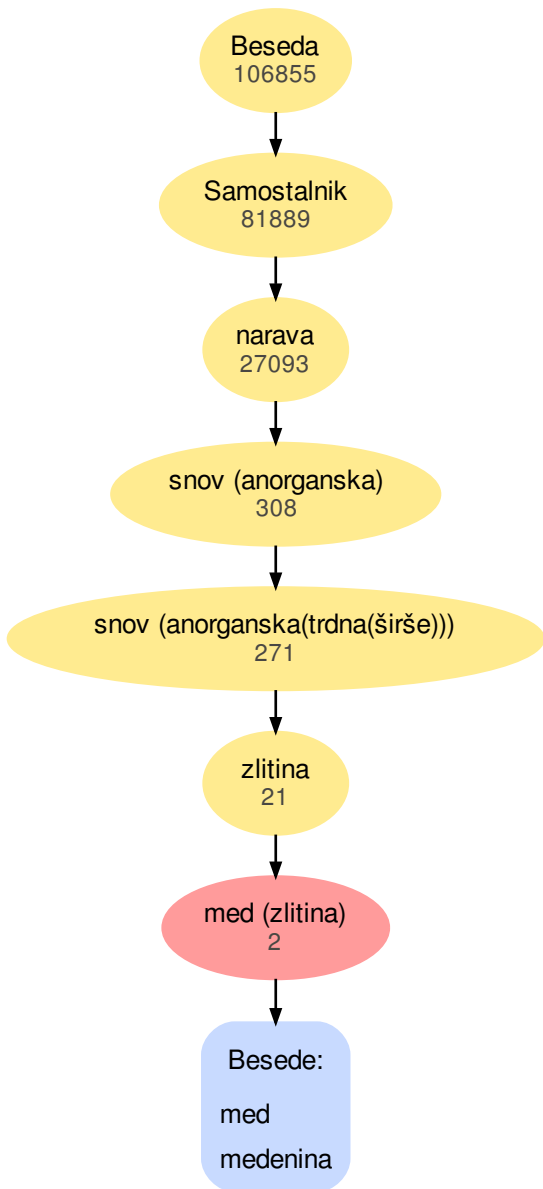 Beseda
106855
Samostalnik
81889
narava
27093
snov (anorganska)
308
snov (anorganska(trdna(širše)))
271
zlitina
21
med (zlitina)
2
Besede:
med
medenina